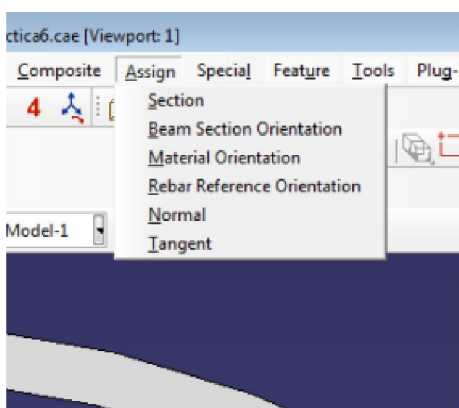 ctica6.cae [Viewport: 1]
Composite Assign Special Feature Tools Plug-
4
Section
Beam Section Orientation
Material Orientation
Rebar Reference Orientation
Normal
Tangent
Model-1